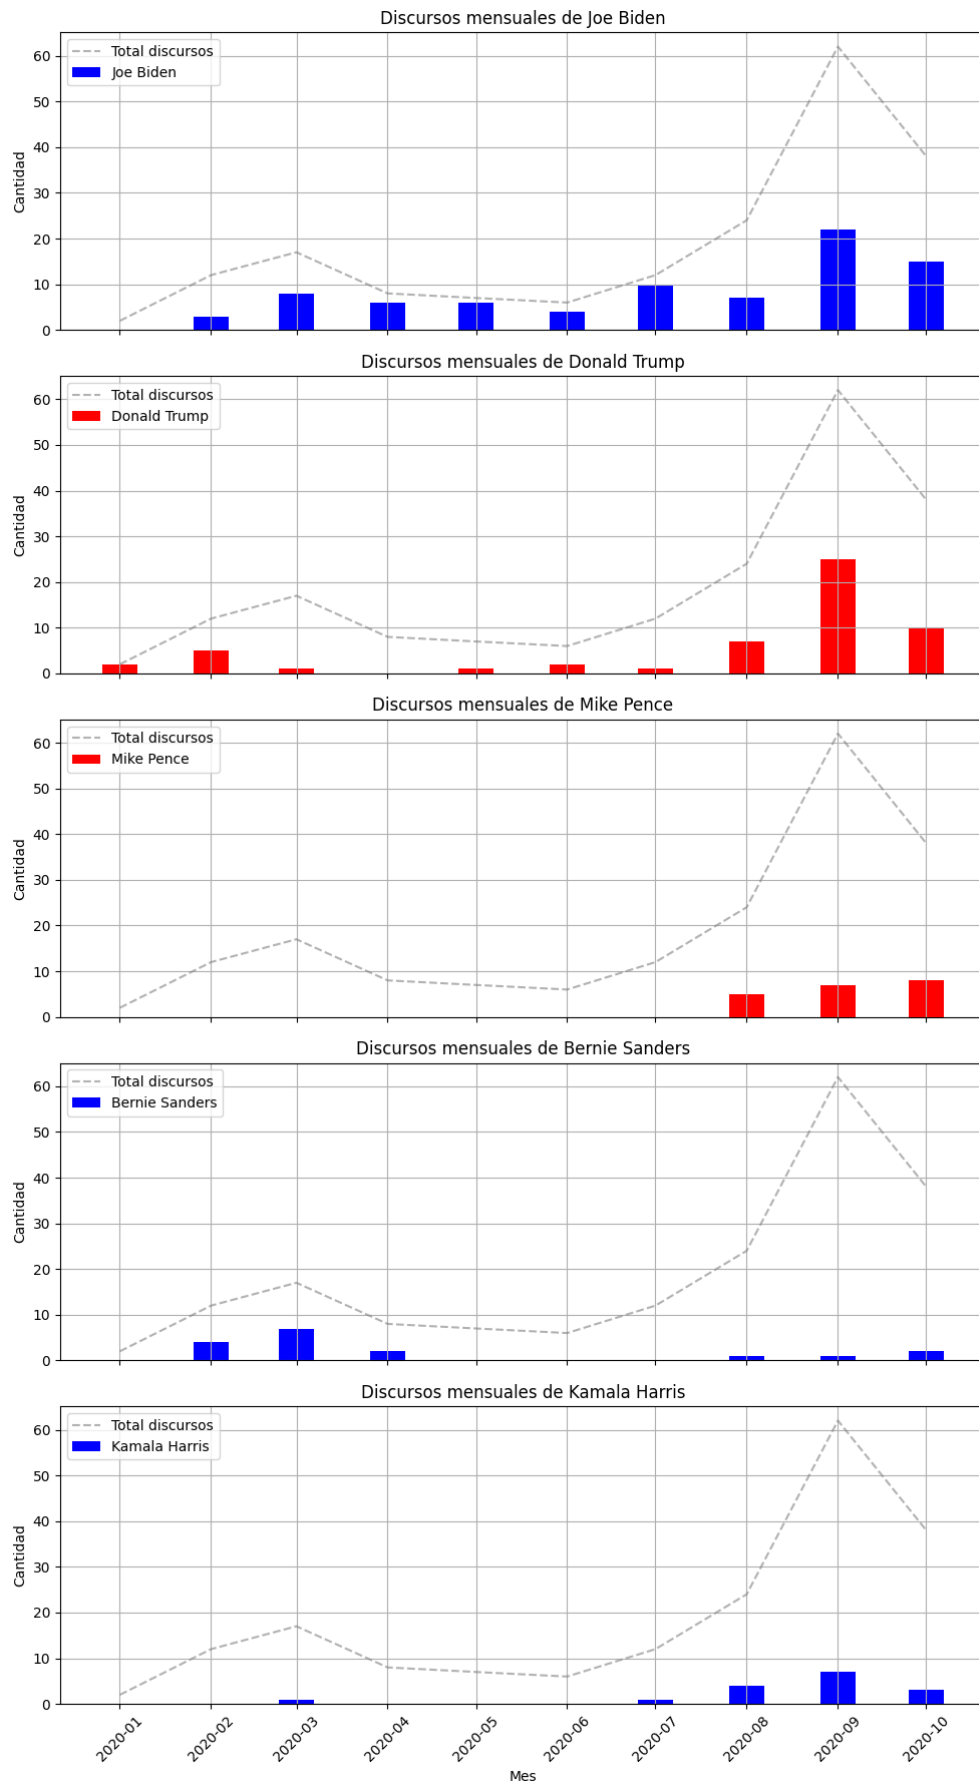 Discursos mensuales de Joe Biden
Total discursos
Joe Biden
60
50
40
30
20
10
0
Cantidad
Discursos mensuales de Donald Trump
Total discursos
Donald Trump
60
50
40
30
20
10
0
Cantidad
Discursos mensuales de Mike Pence
Total discursos
Mike Pence
60
50
40
30
20
10
0
Cantidad
Discursos mensuales de Bernie Sanders
Total discursos
Bernie Sanders
60
50
40
30
20
10
0
Cantidad
Discursos mensuales de Kamala Harris
Total discursos
Kamala Harris
60
50
40
30
20
10
0
Cantidad
2020-01 2020-02 2020-03 2020-04 2020-05 2020-06 2020-07 2020-08 2020-09 2020-10
Mes